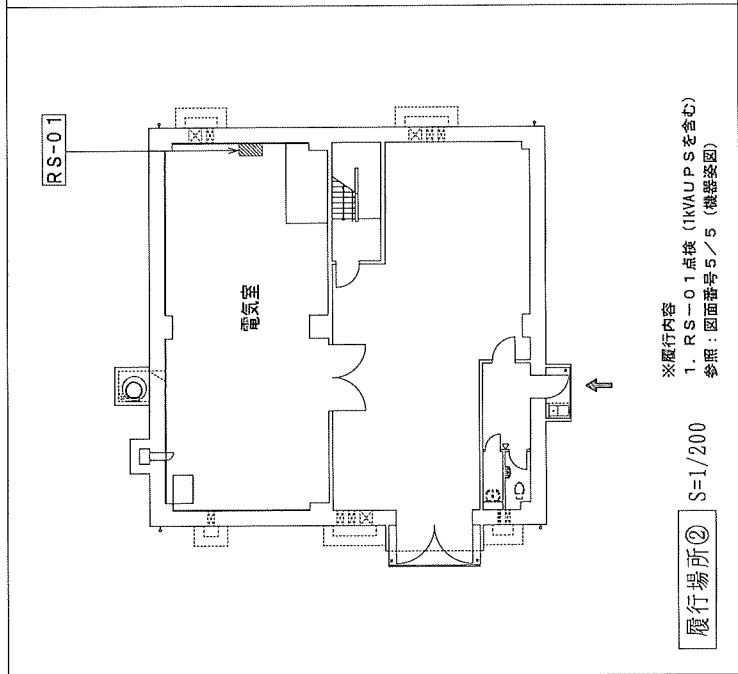 RS-01
電気室
※履行内容
1. RS-01点検 (1kVAUPSを含む)
参照:図面番号5/5 (機器姿図)
履行場所② S=1/200